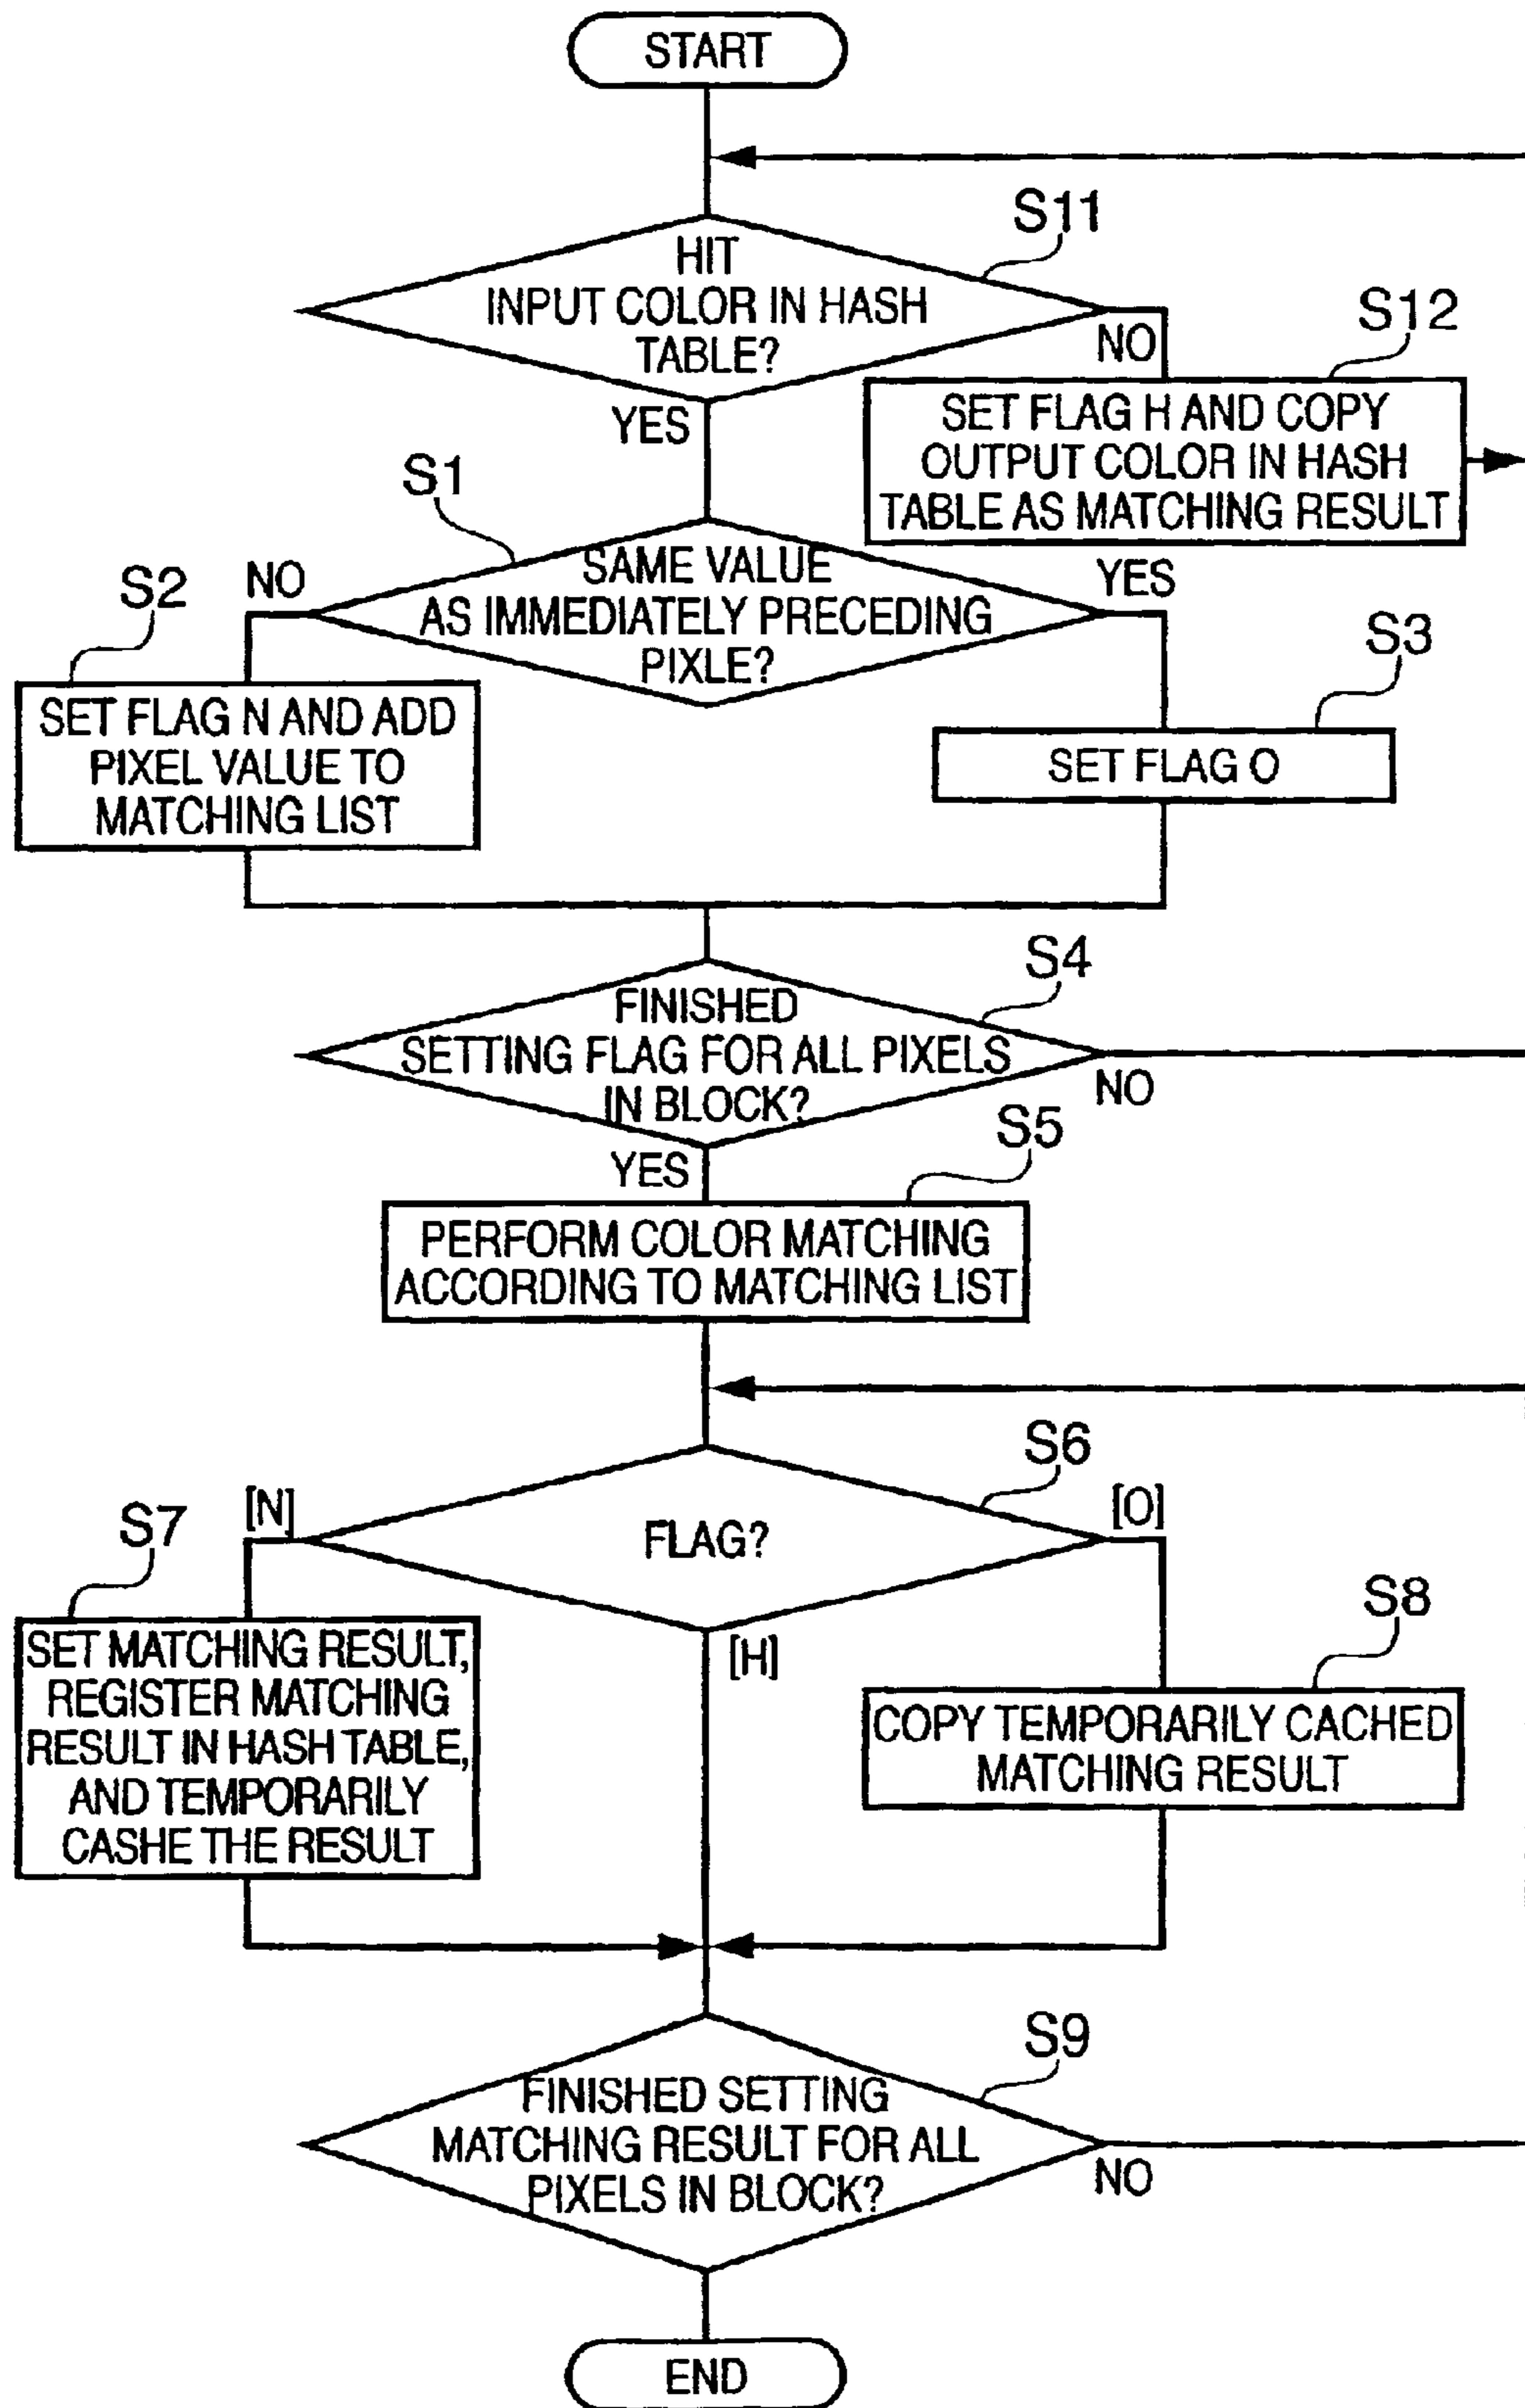 START
S11
HIT
INPUT COLOR IN HASH
TABLE?
NO
S12
YES
SET FLAG H AND COPY
OUTPUT COLOR IN HASH
TABLE AS MATCHING RESULT
S1
SAME VALUE
AS IMMEDIATELY PRECEDING
PIXLE?
NO
YES
S2
S3
SET FLAG N AND ADD
PIXEL VALUE TO
MATCHING LIST
SET FLAG O
S4
FINISHED
SETTING FLAG FOR ALL PIXELS
IN BLOCK?
NO
YES
S5
PERFORM COLOR MATCHING
ACCORDING TO MATCHING LIST
S6
[N]
[O]
FLAG?
S7
[H]
S8
SET MATCHING RESULT,
REGISTER MATCHING
RESULT IN HASH TABLE,
AND TEMPORARILY
CASHE THE RESULT
COPY TEMPORARILY CACHED
MATCHING RESULT
S9
FINISHED SETTING
MATCHING RESULT FOR ALL
PIXELS IN BLOCK?
NO
END